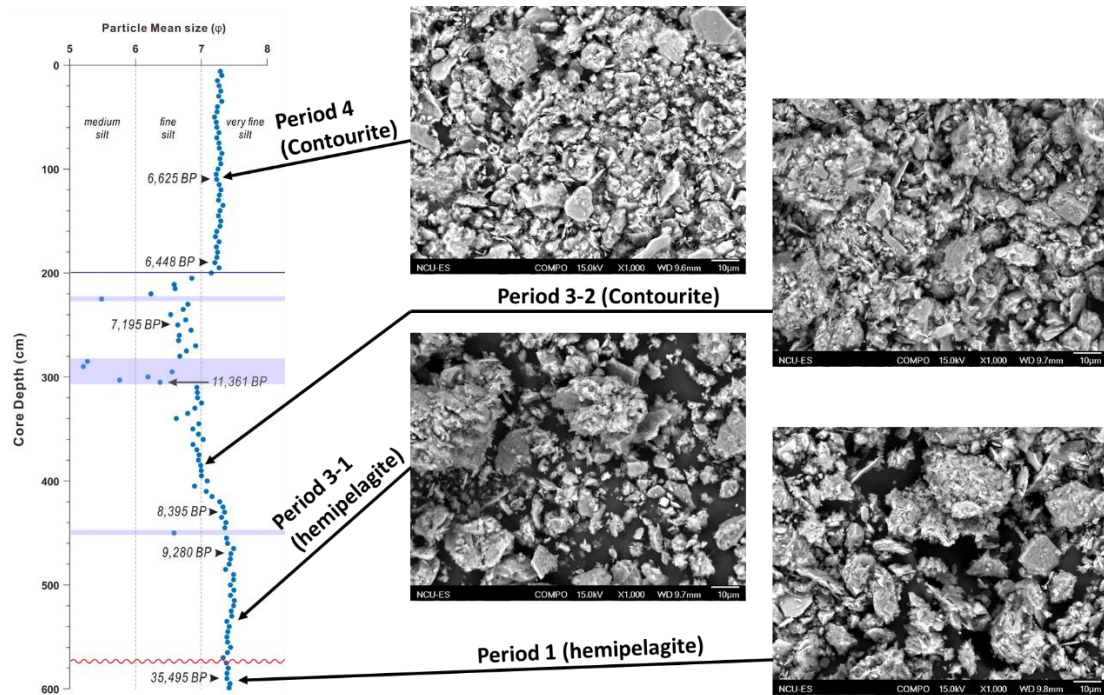 Particle Mean size (φ)
5 6 7 8
0
medium silt
fine silt
very fine silt
100
6,625 BP
6,448 BP
200
7,195 BP
300
11,361 BP
400
8,395 BP
9,280 BP
500
35,495 BP
600
Core Depth (cm)
Period 4
(Contourite)
NCU-ES COMPO 15.0kV X1,000 WD 9.6mm 10μm
Period 3-2 (Contourite)
NCU-ES COMPO 15.0kV X1,000 WD 9.7mm 10μm
Period 3-1
(hemipelagite)
NCU-ES COMPO 15.0kV X1,000 WD 9.7mm 10μm
Period 1 (hemipelagite)
NCU-ES COMPO 15.0kV X1,000 WD 9.8mm 10μm